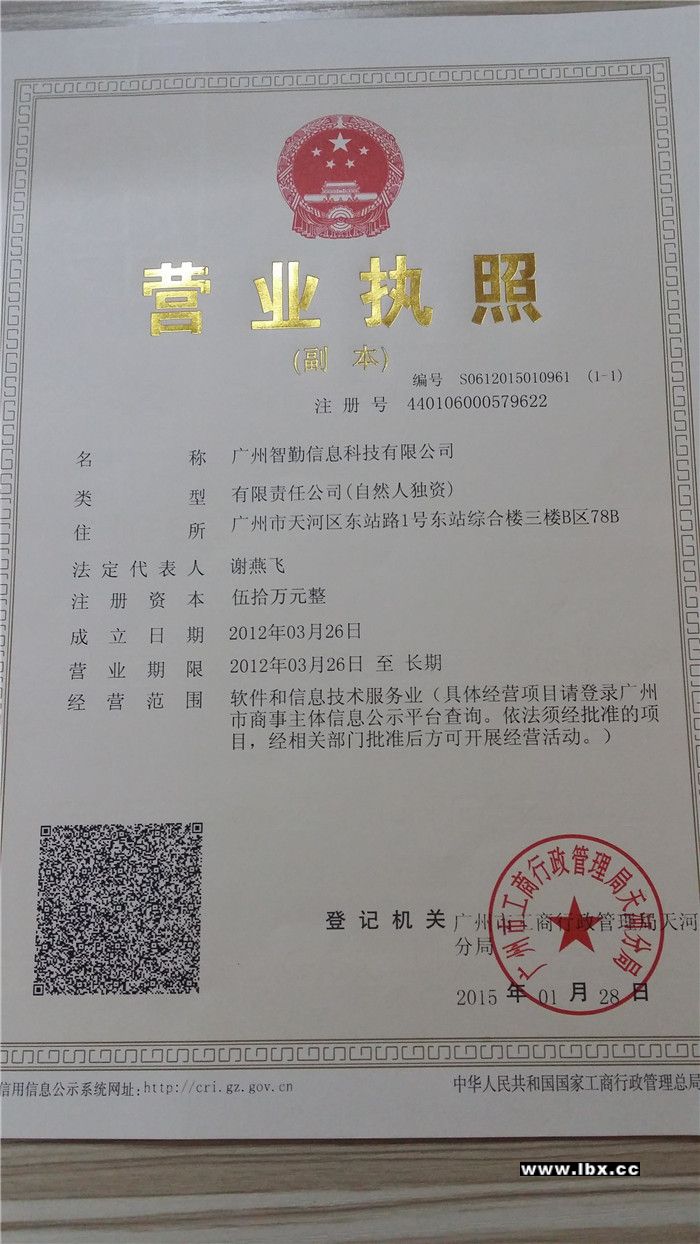 营业执照
(副 本)
编号 S0612015010961 (1-1)
注册号 440106000579622
名称 广州智勤信息科技有限公司
类型 有限责任公司(自然人独资)
住所 广州市天河区东站路1号东站综合楼三楼B区78B
法定代表人 谢燕飞
注册资本 伍拾万元整
成立日期 2012年03月26日
营业期限 2012年03月26日 至 长期
经营范围 软件和信息技术服务业（具体经营项目请登录广州
市商事主体信息公示平台查询。依法须经批准的项
目，经相关部门批准后方可开展经营活动。）
登记机关 广州市工商行政管理局天河
分局
广州市工商行政管理局天河分局
2015 年 01 月 28 日
信用信息公示系统网址:http://cri.gz.gov.cn
中华人民共和国国家工商行政管理总局
www.lbx.cc